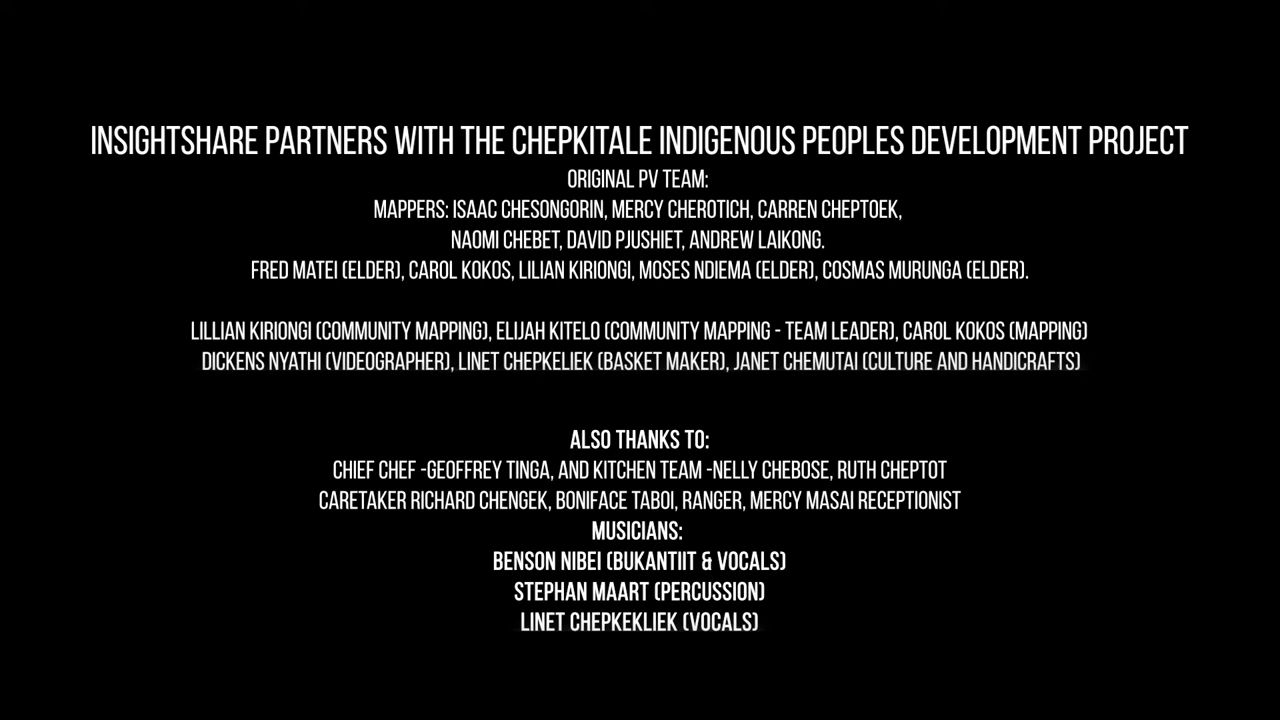 INSIGHTSHARE PARTNERS WITH THE CHEPKITALE INDIGENOUS PEOPLES DEVELOPMENT PROJECT
ORIGINAL PV TEAM:
MAPPERS: ISAAC CHESONGORIN, MERCY CHEROTICH, CARREN CHEPTOEK,
NAOMI CHEBET, DAVID PJUSHIET, ANDREW LAIKONG.
FRED MATEI (ELDER), CAROL KOKOS, LILIAN KIRIONGI, MOSES NDIEMA (ELDER), COSMAS MURUNGA (ELDER).
LILLIAN KIRIONGI (COMMUNITY MAPPING), ELIJAH KITELO (COMMUNITY MAPPING - TEAM LEADER), CAROL KOKOS (MAPPING)
DICKENS NYATHI (VIDEOGRAPHER), LINET CHEPKELIEK (BASKET MAKER), JANET CHEMUTAI (CULTURE AND HANDICRAFTS)
ALSO THANKS TO:
CHIEF CHEF -GEOFFREY TINGA, AND KITCHEN TEAM -NELLY CHEBOSE, RUTH CHEPTOT
CARETAKER RICHARD CHENGEK, BONIFACE TABOI, RANGER, MERCY MASAI RECEPTIONIST
MUSICIANS:
BENSON NIBEI (BUKANTIIT & VOCALS)
STEPHAN MAART (PERCUSSION)
LINET CHEPKEKLIEK (VOCALS)